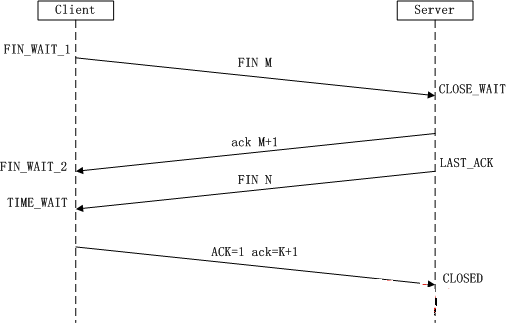 Client
Server
FIN_WAIT_1
FIN M
CLOSE_WAIT
ack M+1
FIN_WAIT_2
LAST_ACK
FIN N
TIME_WAIT
ACK=1 ack=K+1
CLOSED